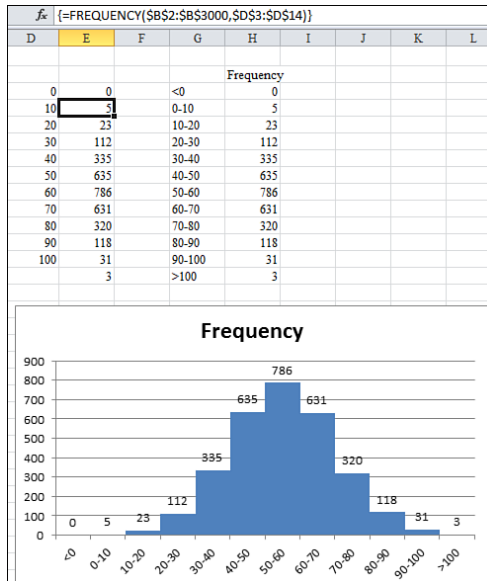 fx {=FREQUENCY($B$2:$B$3000,$D$3:$D$14)}
D E F G H I J K L
Frequency
0 0 <0 0
10 5 0-10 5
20 23 10-20 23
30 112 20-30 112
40 335 30-40 335
50 635 40-50 635
60 786 50-60 786
70 631 60-70 631
80 320 70-80 320
90 118 80-90 118
100 31 90-100 31
3 >100 3
Frequency
900
800
700
600
500
400
300
200
100
0
0 5 23 112 335 635 786 631 320 118 31 3
<0 0-10 10-20 20-30 30-40 40-50 50-60 60-70 70-80 80-90 90-100 >100